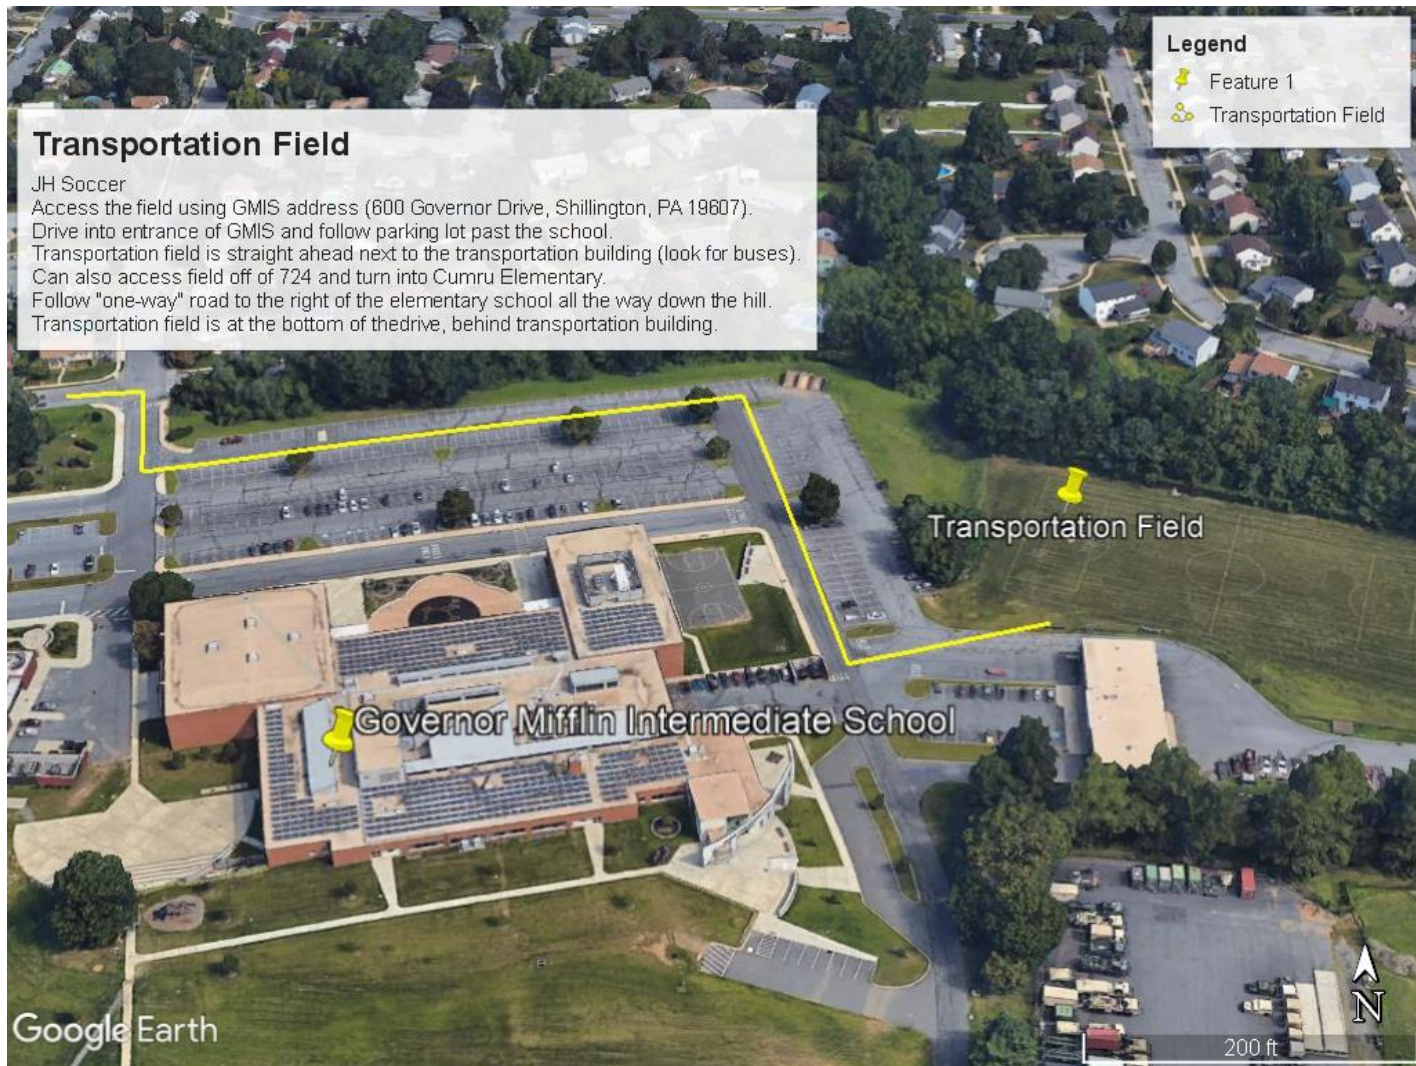 Legend
Feature 1
Transportation Field
Transportation Field
JH Soccer
Access the field using GMIS address (600 Governor Drive, Shillington, PA 19607).
Drive into entrance of GMIS and follow parking lot past the school.
Transportation field is straight ahead next to the transportation building (look for buses).
Can also access field off of 724 and turn into Cumru Elementary.
Follow "one-way" road to the right of the elementary school all the way down the hill.
Transportation field is at the bottom of thedrive, behind transportation building.
Transportation Field
Governor Mifflin Intermediate School
N
Google Earth
200 ft